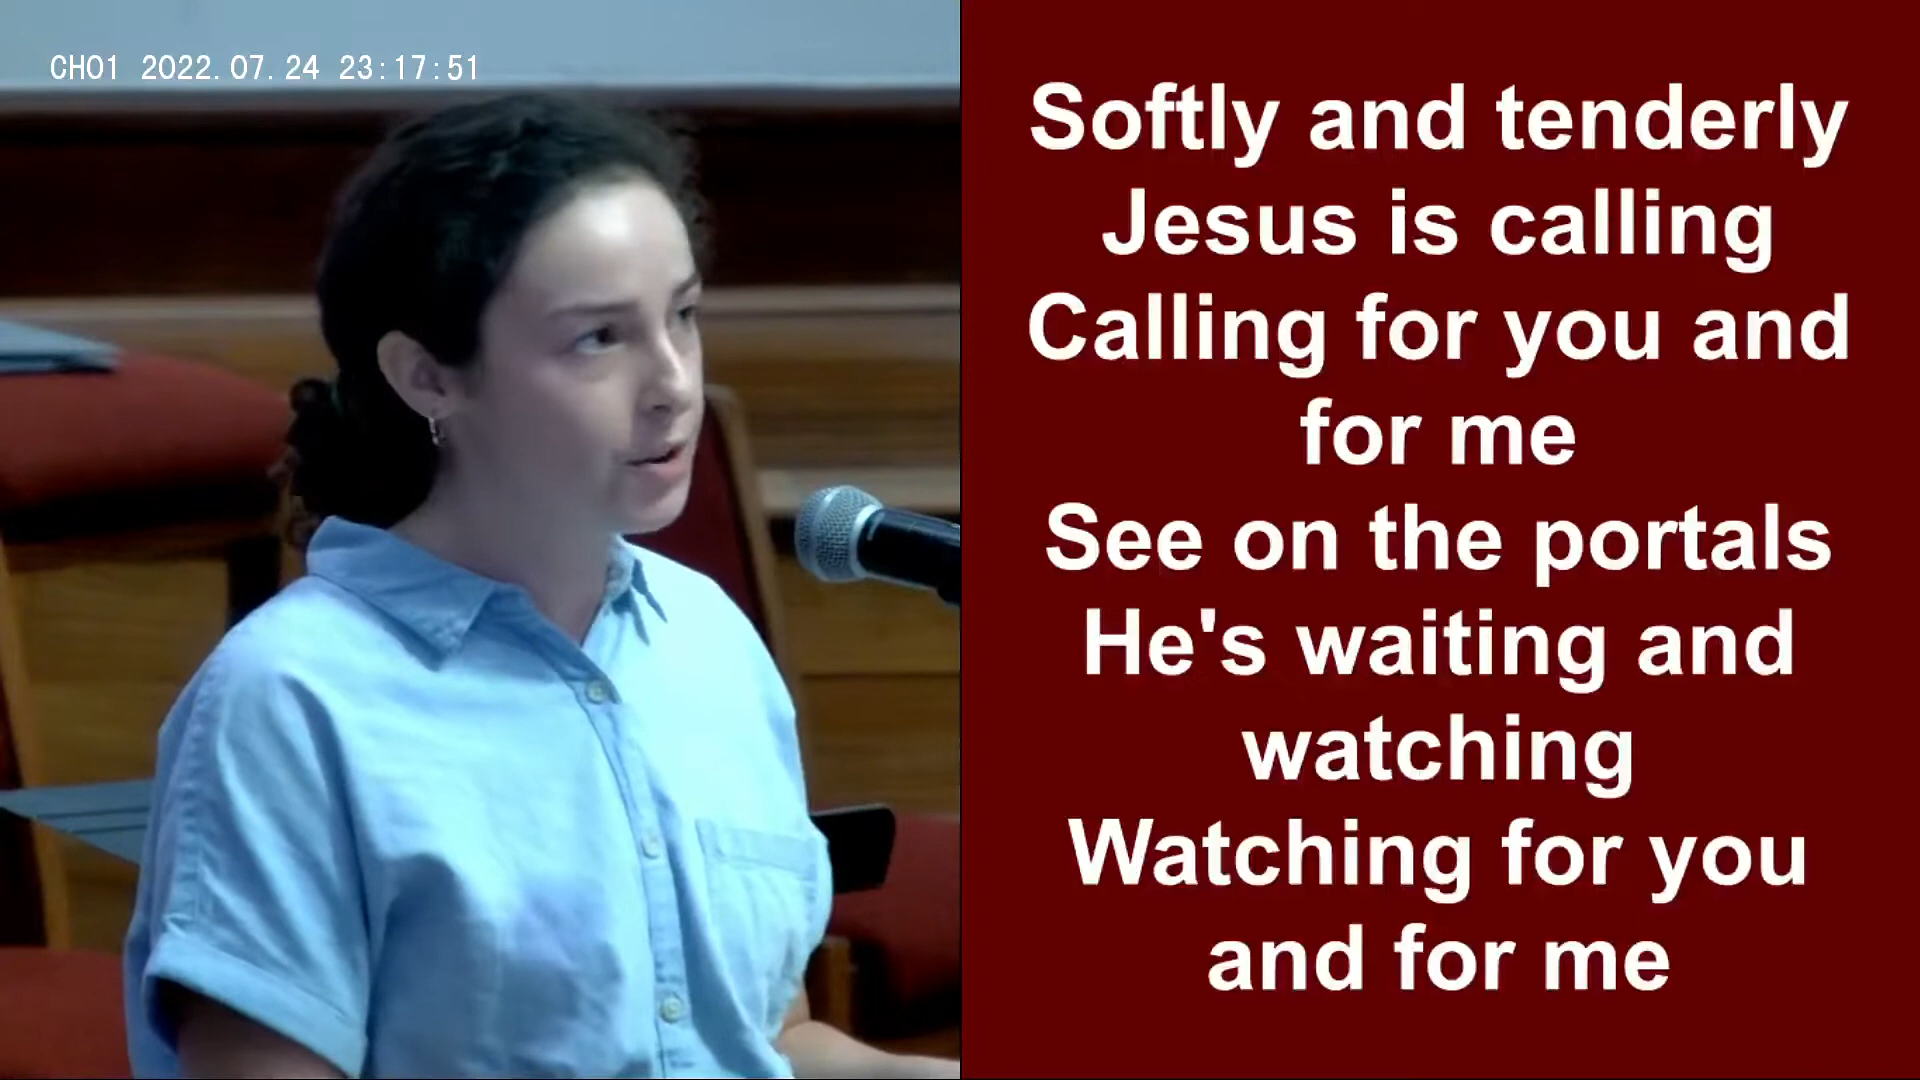 CH01 2022.07.24 23:17:51
Softly and tenderly
Jesus is calling
Calling for you and
for me
See on the portals
He's waiting and
watching
Watching for you
and for me